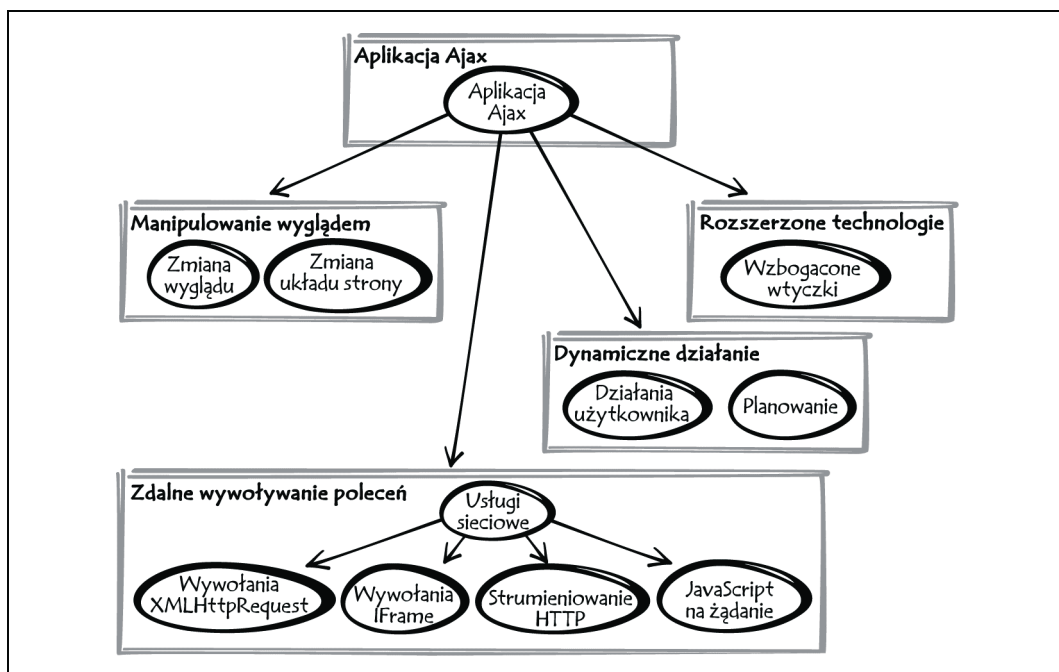 Aplikacja Ajax
Aplikacja
Ajax
Manipulowanie wyglądem
Zmiana
wyglądu
Zmiana
układu strony
Rozszerzone technologie
Wzbogacone
wtyczki
Dynamiczne działanie
Działania
użytkownika
Planowanie
Zdalne wywoływanie poleceń
Usługi
sieciowe
Wywołania
XMLHttpRequest
Wywołania
IFrame
Strumieniowanie
HTTP
JavaScript
na żądanie